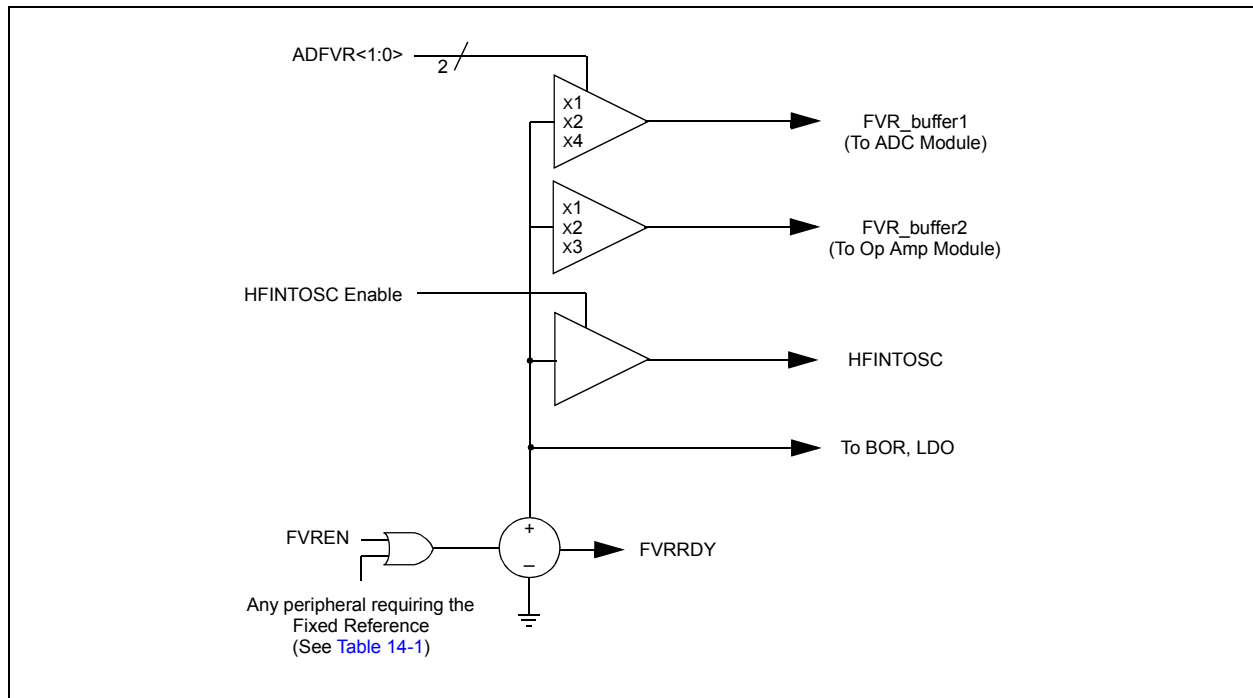 ADFVR<1:0>
2
x1
x2
x4
FVR_buffer1
(To ADC Module)
x1
x2
x3
FVR_buffer2
(To Op Amp Module)
HFINTOSC Enable
HFINTOSC
To BOR, LDO
FVREN
+
–
FVRRDY
Any peripheral requiring the
Fixed Reference
(See Table 14-1)